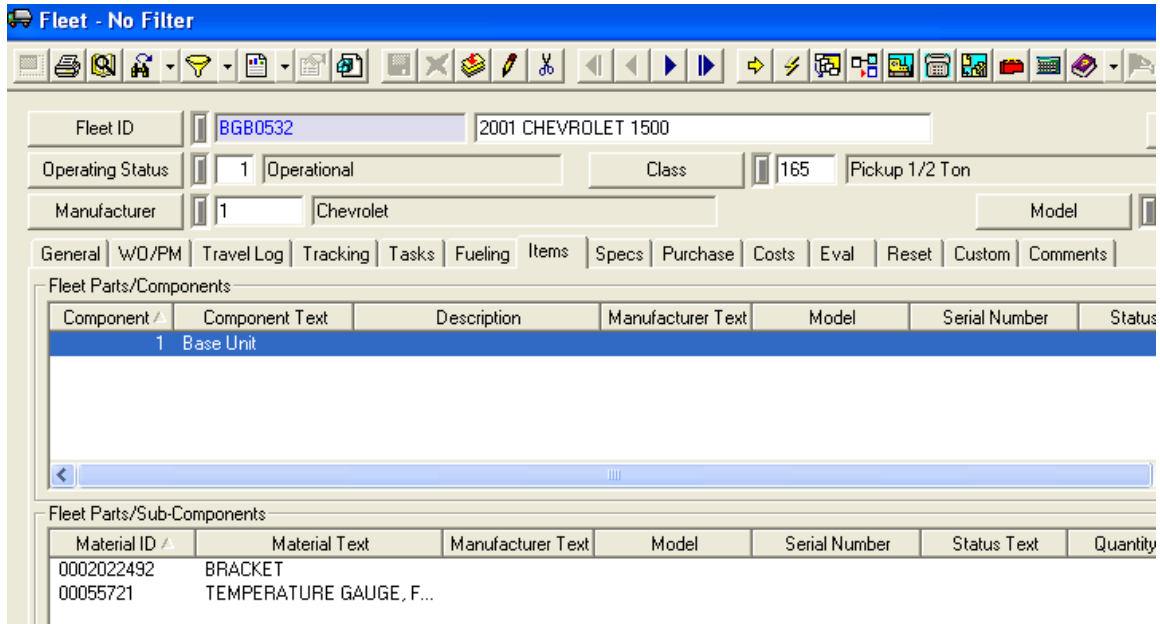 Fleet - No Filter
Fleet ID BGB0532 2001 CHEVROLET 1500
Operating Status 1 Operational Class 165 Pickup 1/2 Ton
Manufacturer 1 Chevrolet Model
General WO/PM Travel Log Tracking Tasks Fueling Items Specs Purchase Costs Eval Reset Custom Comments
Fleet Parts/Components
Component Component Text Description Manufacturer Text Model Serial Number Status
1 Base Unit
Fleet Parts/Sub-Components
Material ID Material Text Manufacturer Text Model Serial Number Status Text Quantity
0002022492 BRACKET
00055721 TEMPERATURE GAUGE, F...